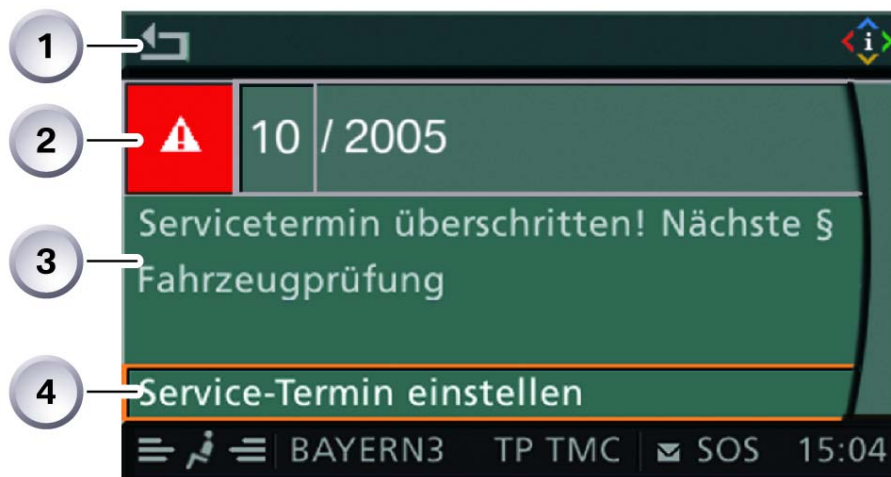 1
i
2
10 / 2005
Servicetermin überschritten! Nächste §
3
Fahrzeugprüfung
4
Service-Termin einstellen
BAYERN3 TP TMC SOS 15:04